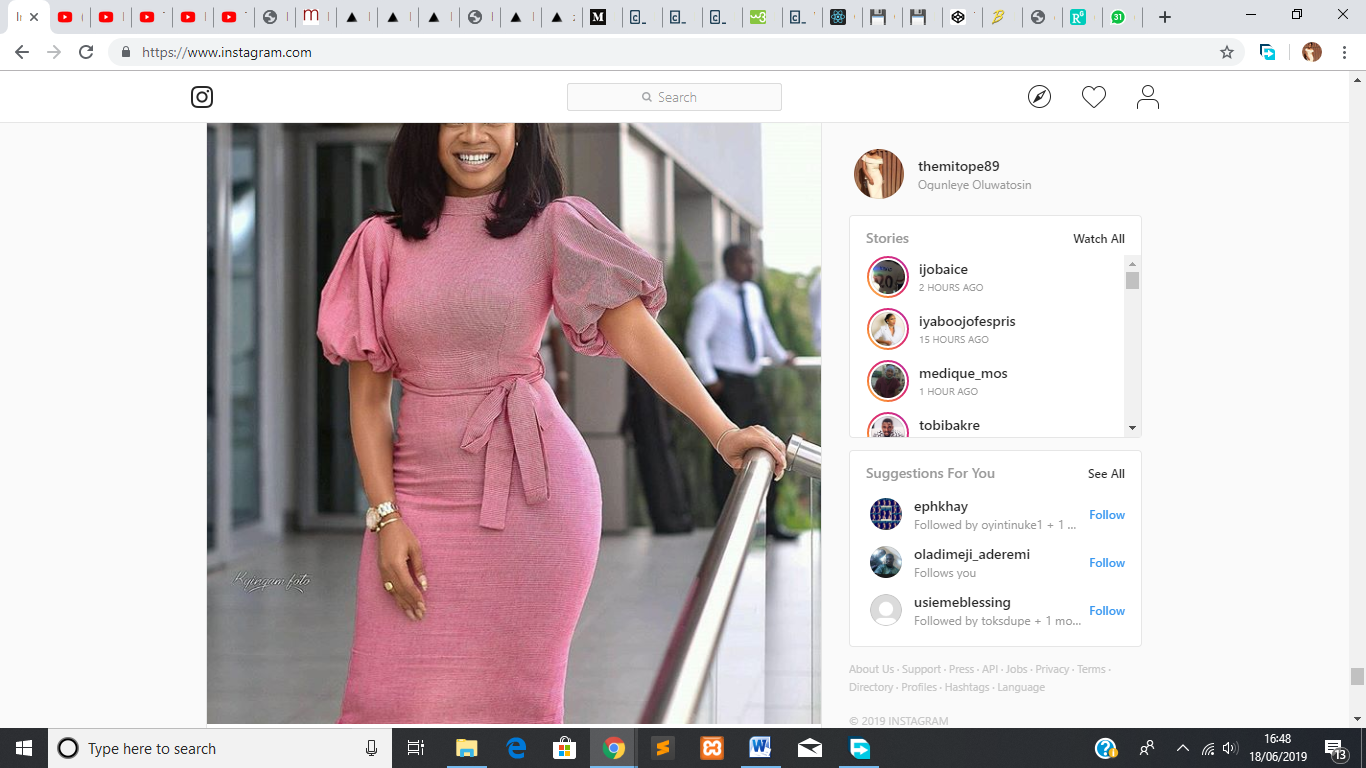 https://www.instagram.com
Search
themitope89
Ogunleye Oluwatosin
Stories
Watch All
ijobaice
2 HOURS AGO
iyaboojofespris
15 HOURS AGO
medique_mos
1 HOUR AGO
tobibakre
Suggestions For You
See All
ephkhay
Followed by oyintinuke1 + 1 ...
Follow
oladimeji_aderemi
Follows you
Follow
usiemeblessing
Followed by toksdupe + 1 mo...
Follow
About Us · Support · Press · API · Jobs · Privacy · Terms ·
Directory · Profiles · Hashtags · Language
© 2019 INSTAGRAM
Type here to search
16:48
18/06/2019
13